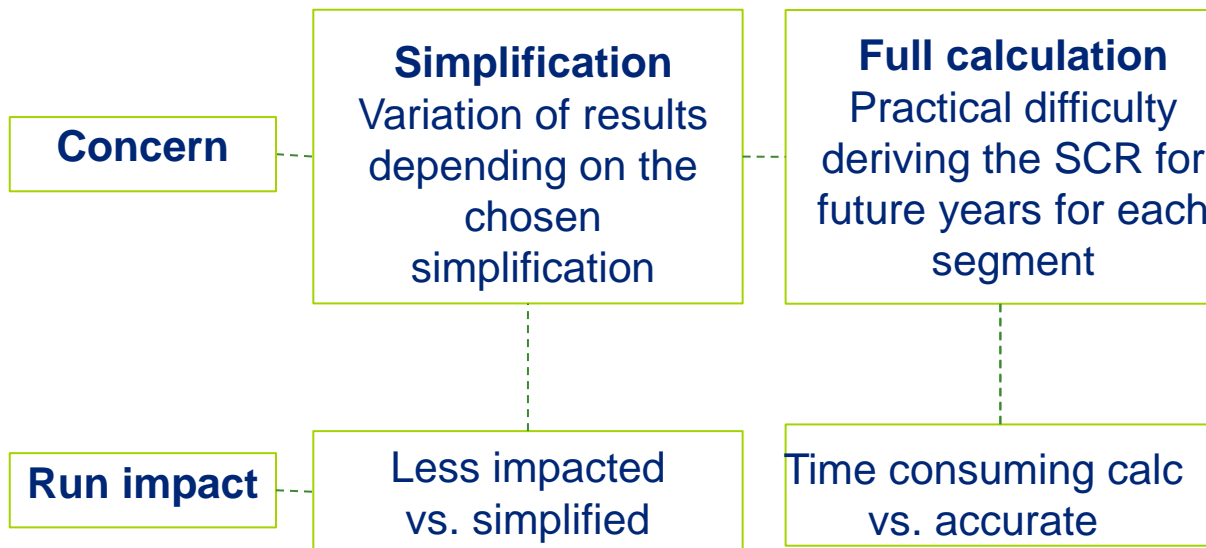 Concern
Simplification
Variation of results
depending on the
chosen
simplification
Full calculation
Practical difficulty
deriving the SCR for
future years for each
segment
Run impact
Less impacted
vs. simplified
Time consuming calc
vs. accurate